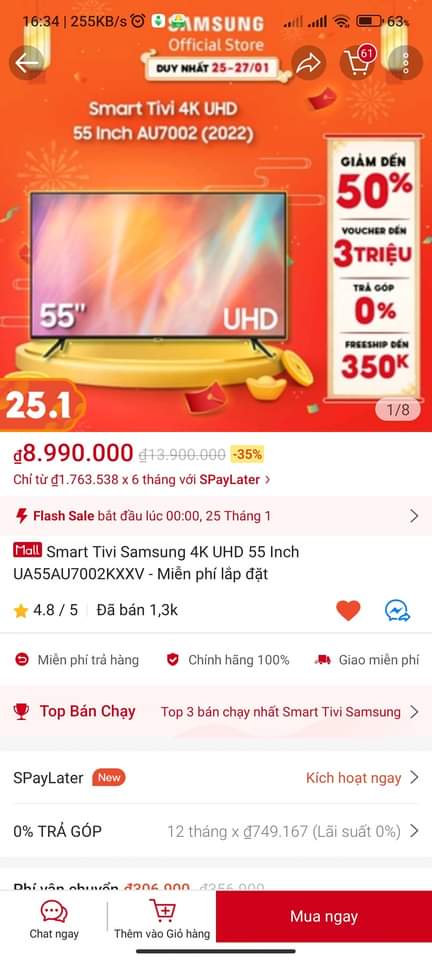 16:34 | 255KB/s
63%
SAMSUNG
Official Store
DUY NHẤT 25-27/01
61
Smart Tivi 4K UHD
55 Inch AU7002 (2022)
GIẢM ĐẾN
50%
VOUCHER ĐẾN
3TRIỆU
TRẢ GÓP
0%
FREESHIP ĐẾN
350K
55"
UHD
25.1
1/8
₫8.990.000 ₫13.900.000 -35%
Chỉ từ ₫1.763.538 x 6 tháng với SPayLater
Flash Sale bắt đầu lúc 00:00, 25 Tháng 1
Mall Smart Tivi Samsung 4K UHD 55 Inch
UA55AU7002KXXV - Miễn phí lắp đặt
4.8 / 5 Đã bán 1,3k
Miễn phí trả hàng Chính hãng 100% Giao miễn phí
Top Bán Chạy Top 3 bán chạy nhất Smart Tivi Samsung
SPayLater New Kích hoạt ngay
0% TRẢ GÓP 12 tháng x ₫749.167 (Lãi suất 0%)
Phí vận chuyển ₫306.900 ₫356.900
Chat ngay
Thêm vào Giỏ hàng
Mua ngay